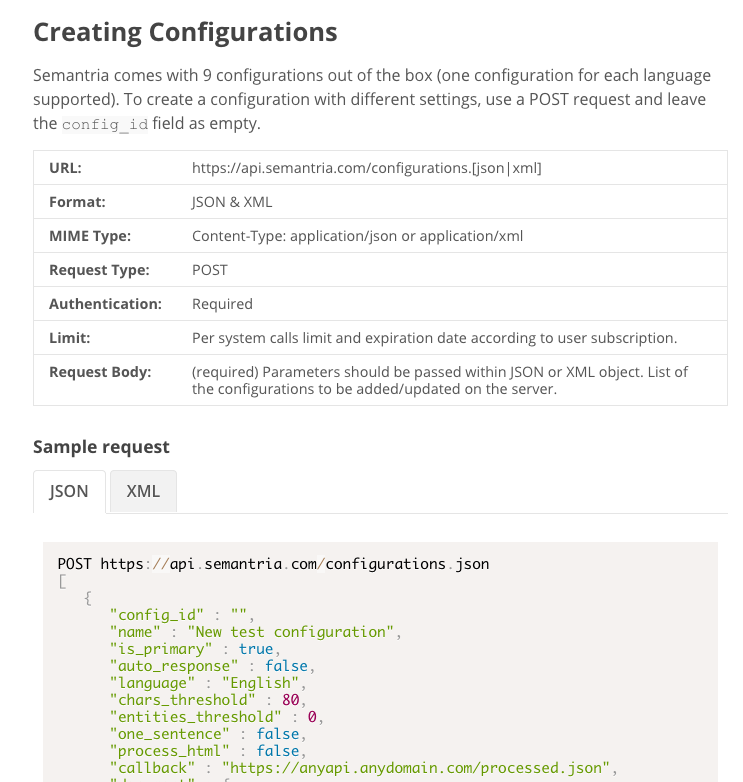 Creating Configurations
Semantria comes with 9 configurations out of the box (one configuration for each language
supported). To create a configuration with different settings, use a POST request and leave
the config_id field as empty.
URL: https://api.semantria.com/configurations.[json|xml]
Format: JSON & XML
MIME Type: Content-Type: application/json or application/xml
Request Type: POST
Authentication: Required
Limit: Per system calls limit and expiration date according to user subscription.
Request Body: (required) Parameters should be passed within JSON or XML object. List of
the configurations to be added/updated on the server.
Sample request
JSON XML
POST https://api.semantria.com/configurations.json
[
{
"config_id" : "",
"name" : "New test configuration",
"is_primary" : true,
"auto_response" : false,
"language" : "English",
"chars_threshold" : 80,
"entities_threshold" : 0,
"one_sentence" : false,
"process_html" : false,
"callback" : "https://anyapi.anydomain.com/processed.json",